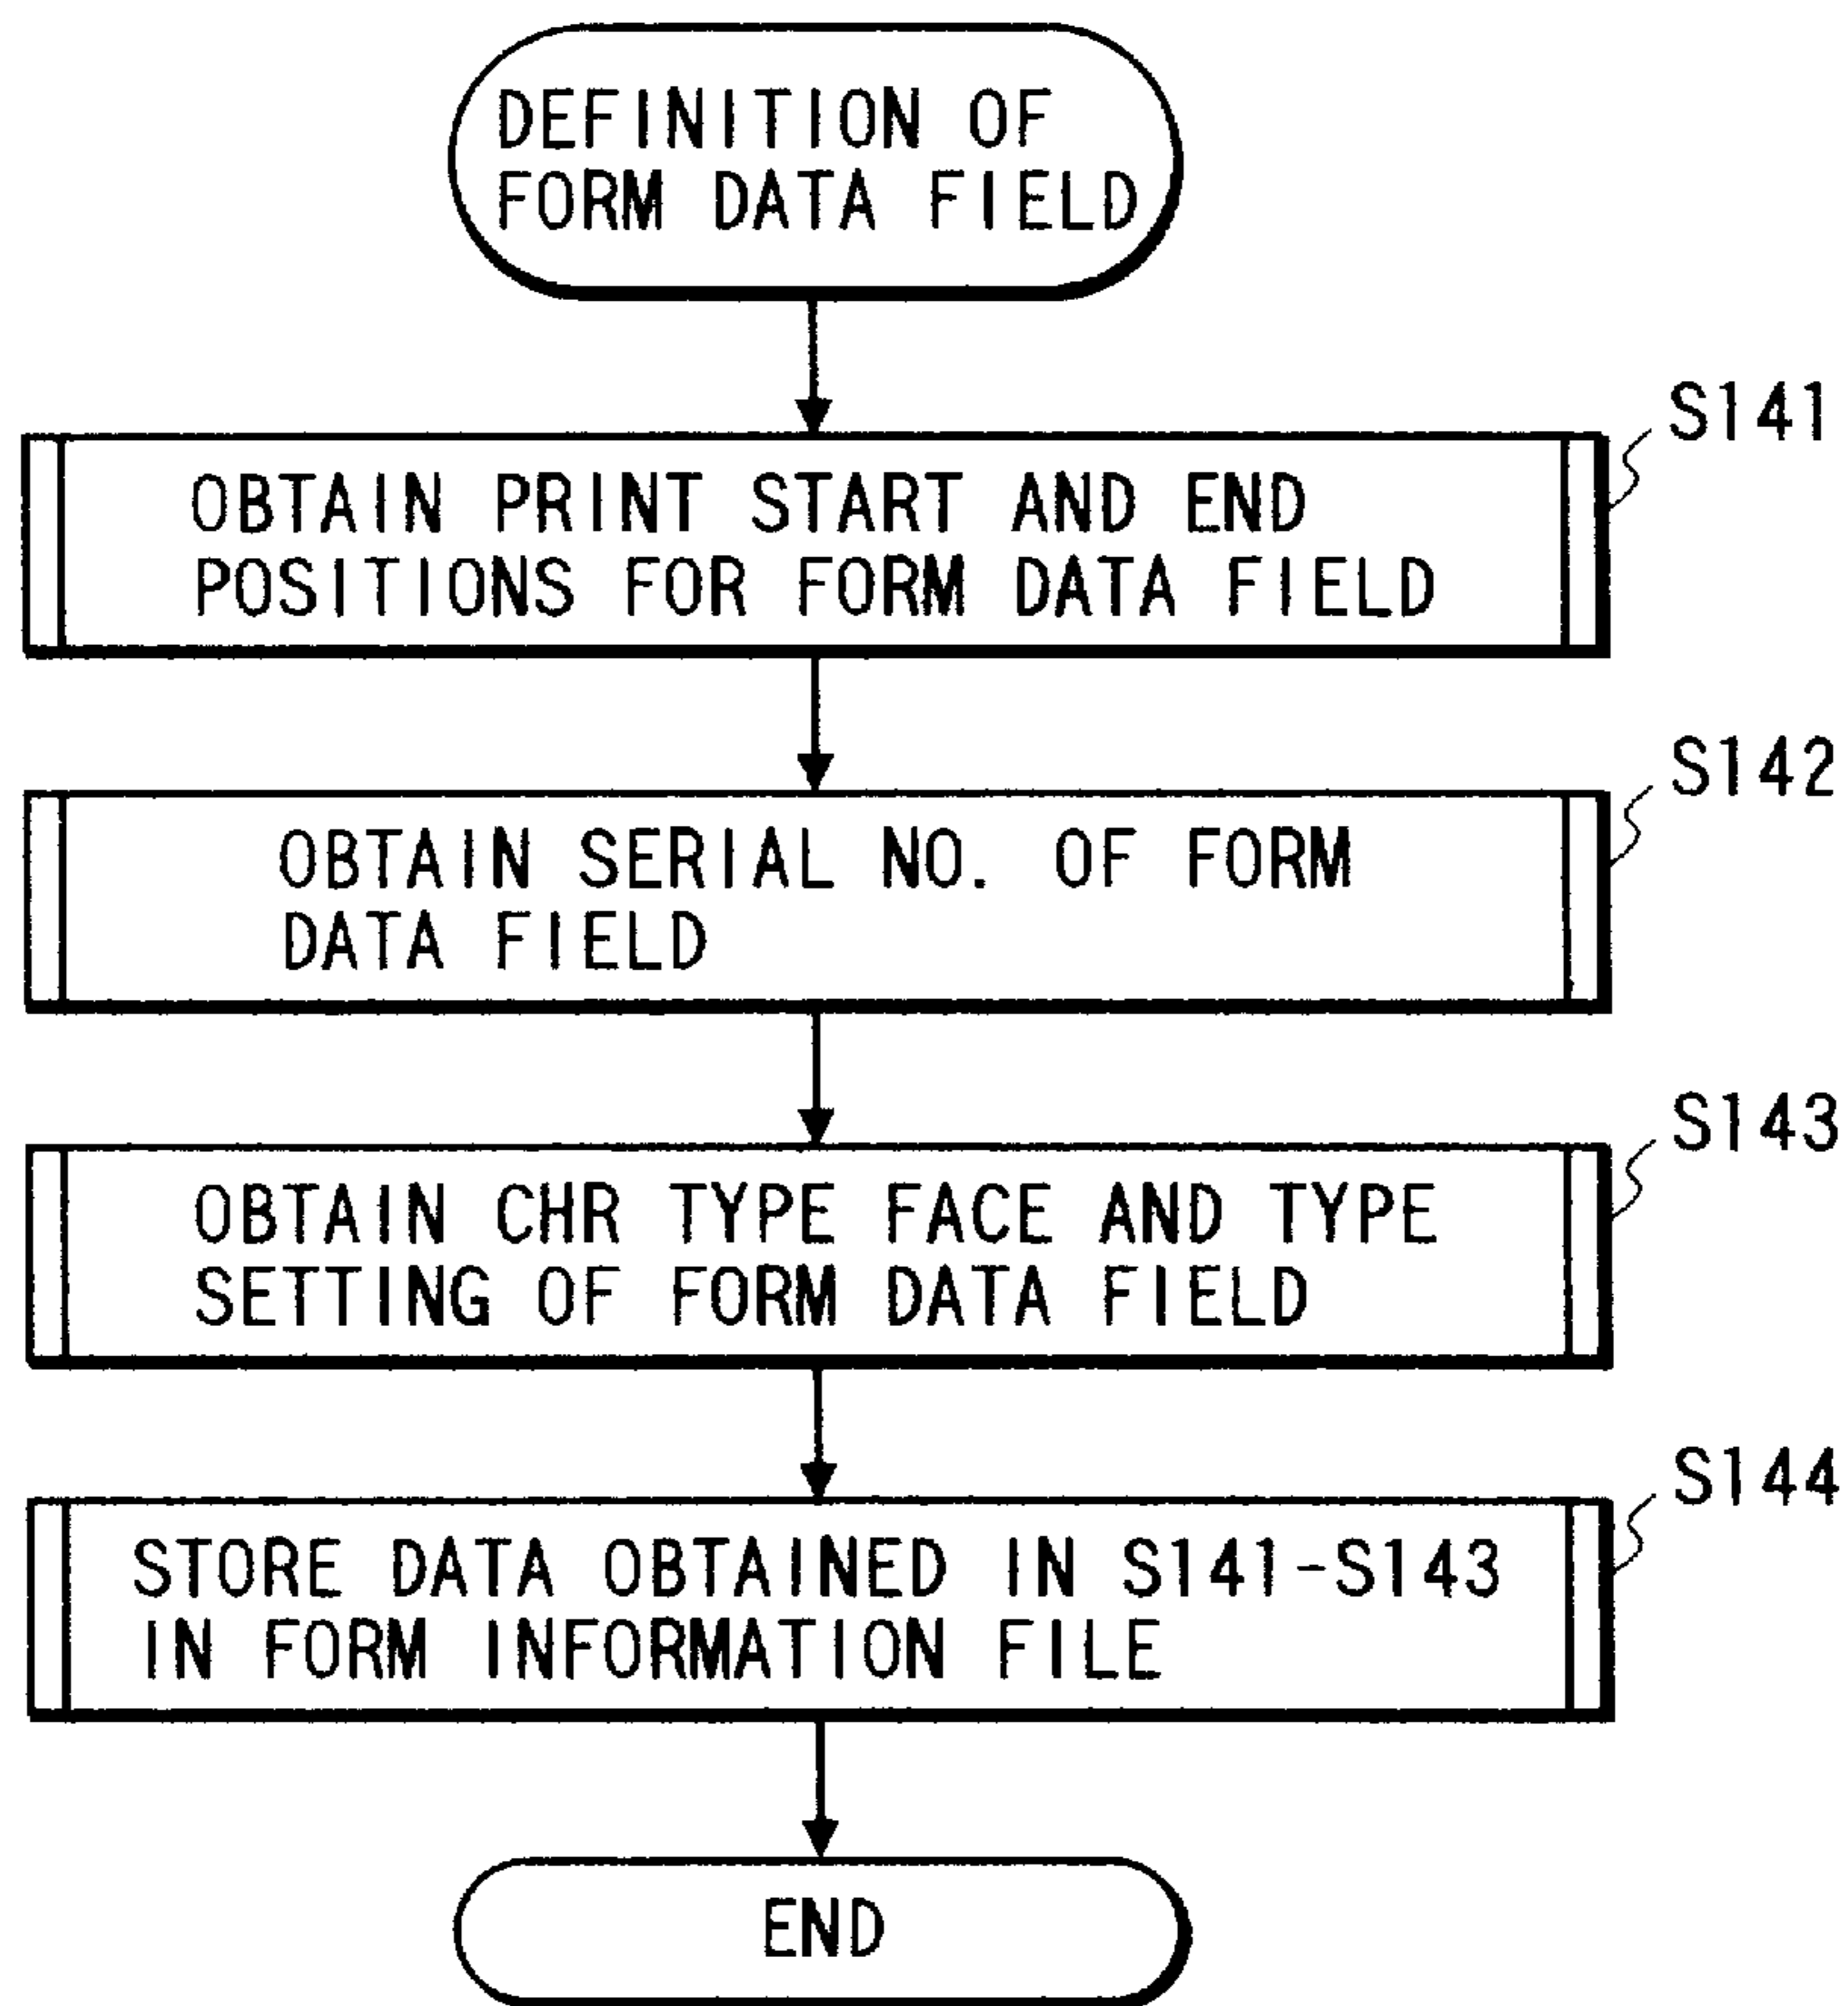 DEFINITION OF
FORM DATA FIELD
S141
OBTAIN PRINT START AND END
POSITIONS FOR FORM DATA FIELD
S142
OBTAIN SERIAL NO. OF FORM
DATA FIELD
S143
OBTAIN CHR TYPE FACE AND TYPE
SETTING OF FORM DATA FIELD
S144
STORE DATA OBTAINED IN S141-S143
IN FORM INFORMATION FILE
END